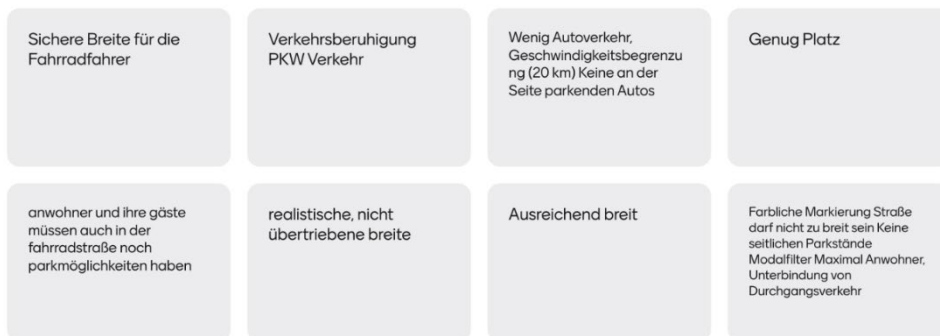 Sichere Breite für die
Fahrradfahrer
Verkehrsberuhigung
PKW Verkehr
Wenig Autoverkehr,
Geschwindigkeitsbegrenzu
ng (20 km) Keine an der
Seite parkenden Autos
Genug Platz
anwohner und ihre gäste
müssen auch in der
fahrradstraße noch
parkmöglichkeiten haben
realistische, nicht
übertriebene breite
Ausreichend breit
Farbliche Markierung Straße
darf nicht zu breit sein Keine
seitlichen Parkstände
Modalfilter Maximal Anwohner,
Unterbindung von
Durchgangsverkehr